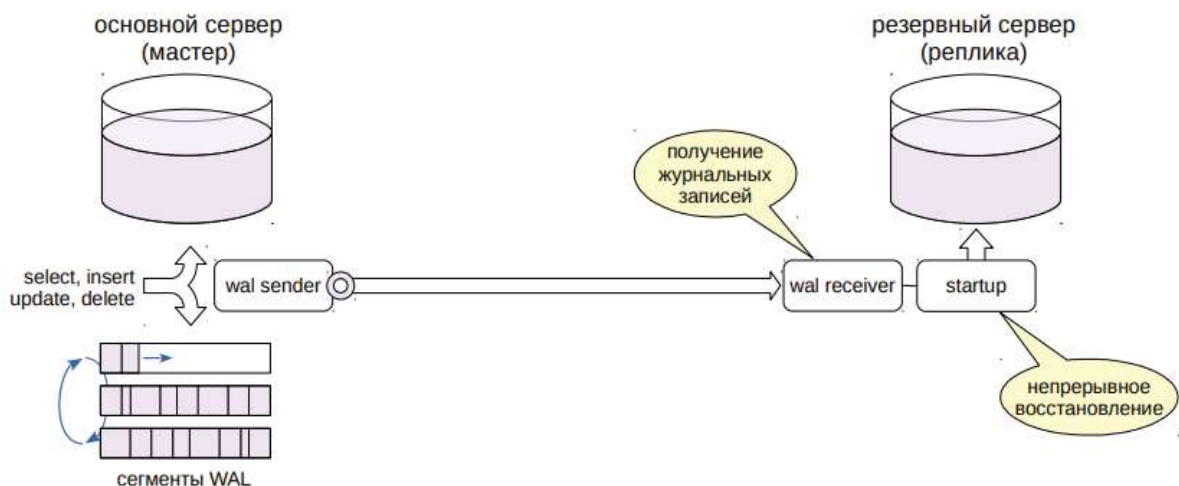 основной сервер
(мастер)
резервный сервер
(реплика)
получение
журнальных
записей
select, insert
update, delete
wal sender
wal receiver
startup
непрерывное
восстановление
сегменты WAL